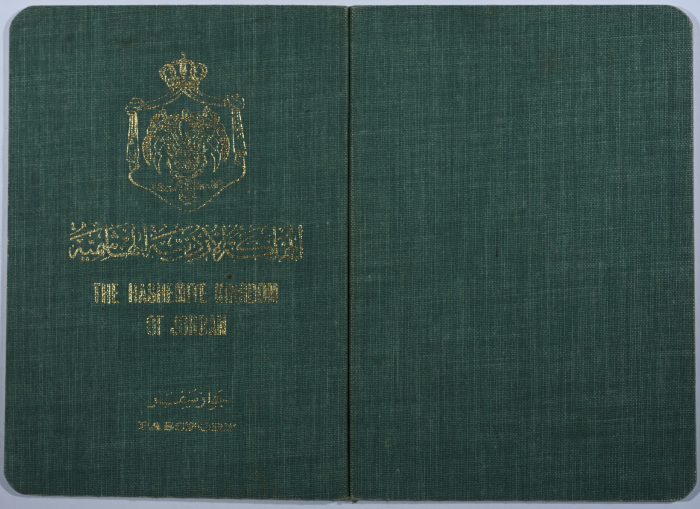 المملكة الأردنية الهاشمية
THE HASHEMITE KINGDOM
OF JORDAN
جواز سفر
PASSPORT